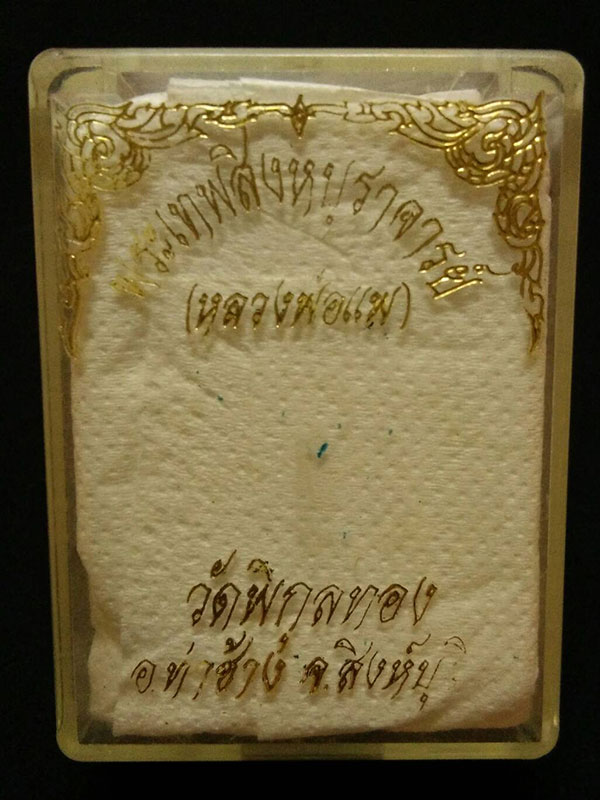 พระเทพสิงหบุราจารย์
(หลวงพ่อแพ)
วัดพิกุลทอง
อ.ท่าช้าง จ.สิงห์บุ